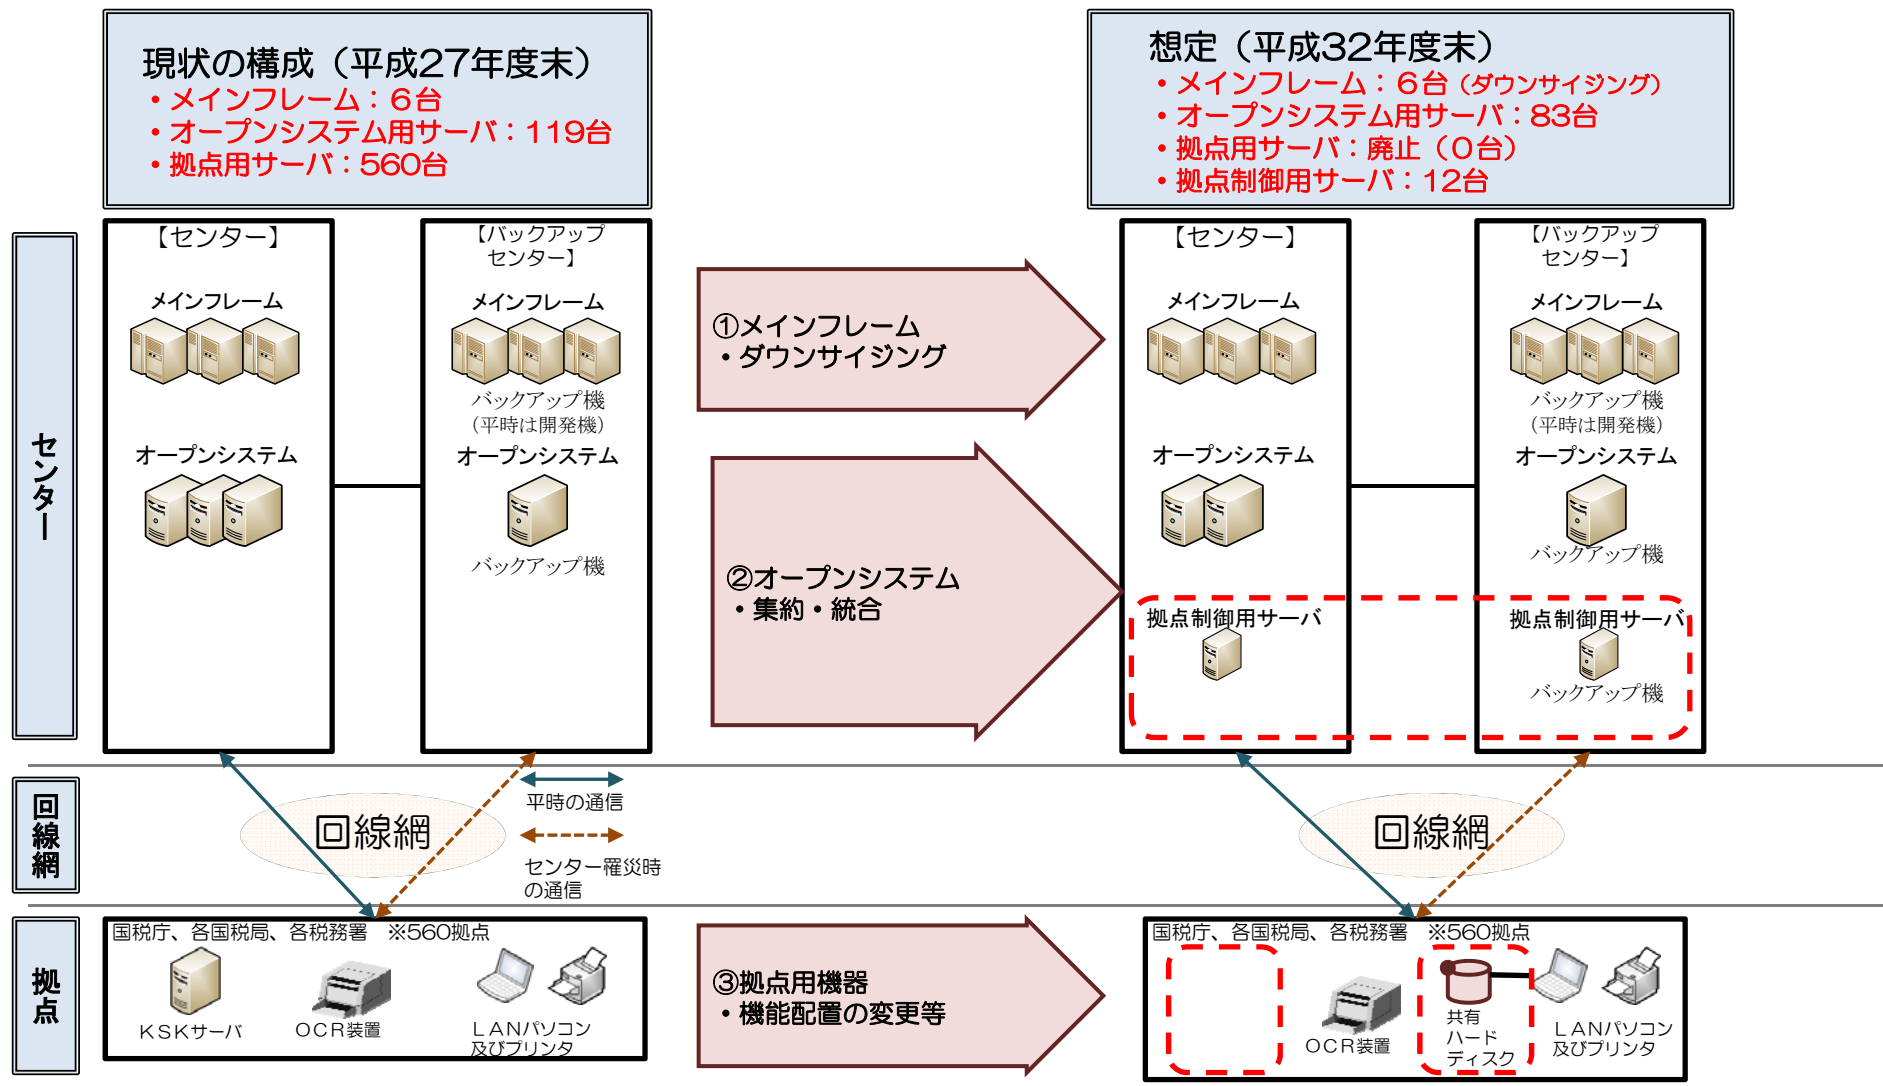 現状の構成（平成27年度末）
・メインフレーム：６台
・オープンシステム用サーバ：119台
・拠点用サーバ：560台
想定（平成32年度末）
・メインフレーム：６台（ダウンサイジング）
・オープンシステム用サーバ：83台
・拠点用サーバ：廃止（０台）
・拠点制御用サーバ：12台
センター
【センター】
メインフレーム
オープンシステム
【バックアップ
センター】
メインフレーム
バックアップ機
（平時は開発機）
オープンシステム
バックアップ機
①メインフレーム
・ダウンサイジング
②オープンシステム
・集約・統合
【センター】
メインフレーム
オープンシステム
拠点制御用サーバ
【バックアップ
センター】
メインフレーム
バックアップ機
（平時は開発機）
オープンシステム
バックアップ機
拠点制御用サーバ
バックアップ機
回線網
回線網
平時の通信
センター罹災時
の通信
回線網
拠点
国税庁、各国税局、各税務署　※560拠点
ＫＳＫサーバ
ＯＣＲ装置
ＬＡＮパソコン
及びプリンタ
③拠点用機器
・機能配置の変更等
国税庁、各国税局、各税務署　※560拠点
ＯＣＲ装置
共有
ハード
ディスク
ＬＡＮパソコン
及びプリンタ